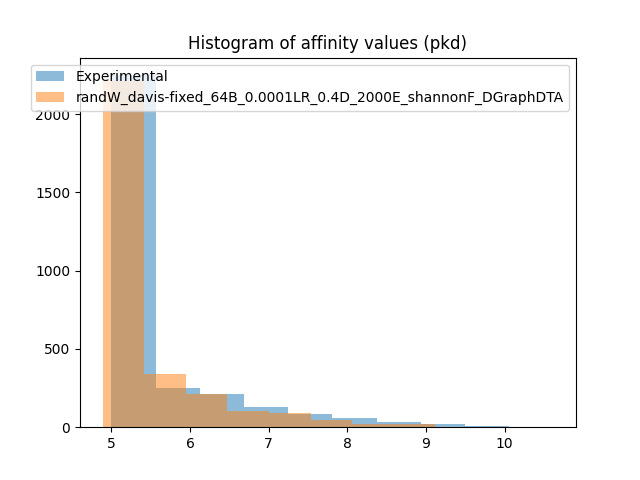 Histogram of affinity values (pkd)
Experimental
randW_davis-fixed_64B_0.0001LR_0.4D_2000E_shannonF_DGraphDTA
2000
1500
1000
500
0
5 6 7 8 9 10